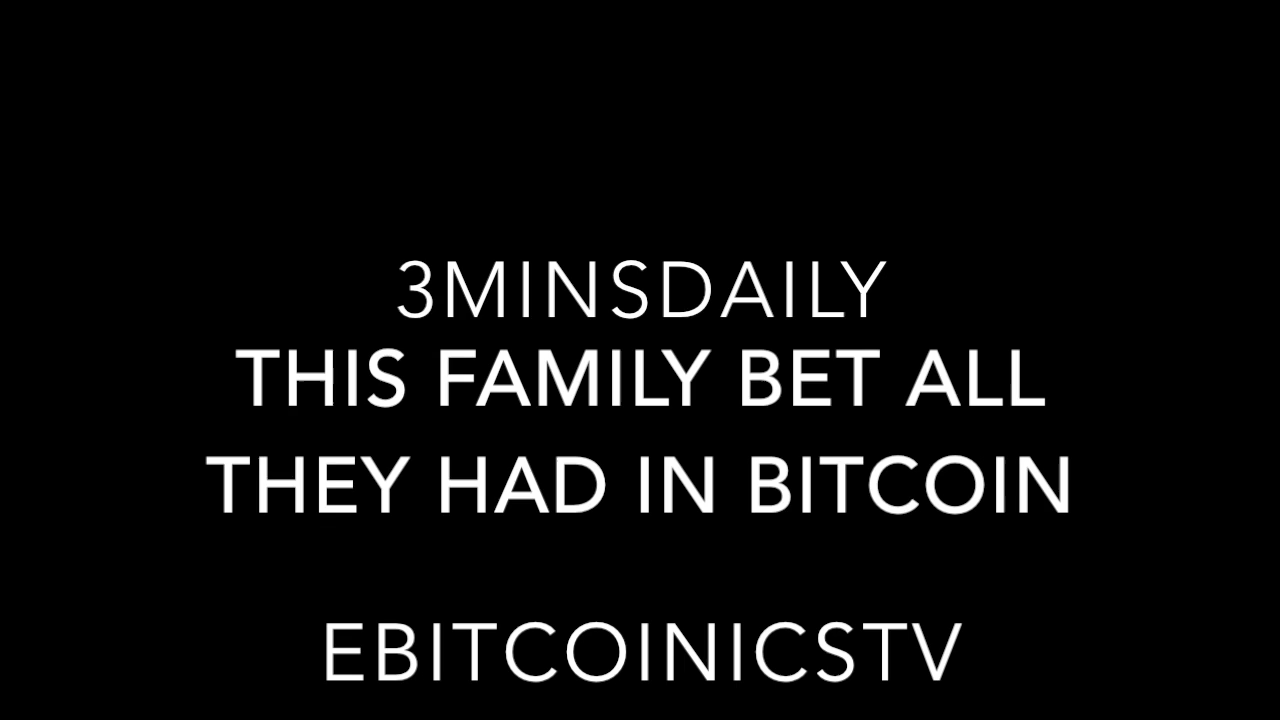 3MINSDAILY
THIS FAMILY BET ALL
THEY HAD IN BITCOIN
EBITCOINICSTV